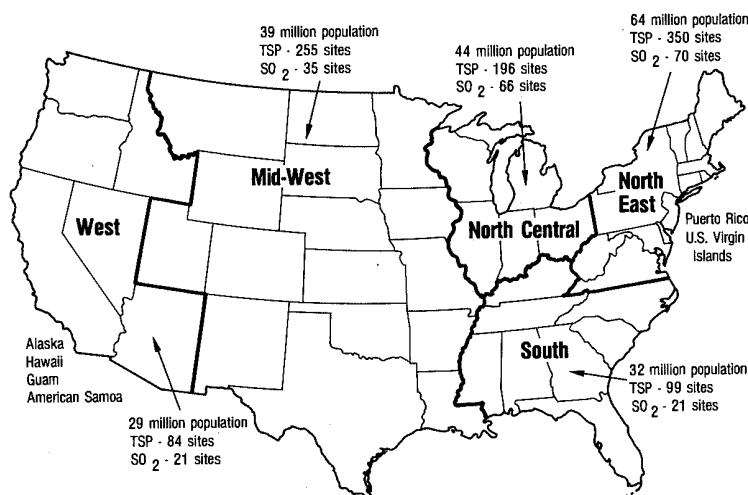 39 million population
TSP - 255 sites
SO 2 - 35 sites
44 million population
TSP - 196 sites
SO 2 - 66 sites
64 million population
TSP - 350 sites
SO 2 - 70 sites
Mid-West
West
North Central
North
East
Puerto Rico
U.S. Virgin
Islands
South
Alaska
Hawaii
Guam
American Samoa
29 million population
TSP - 84 sites
SO 2 - 21 sites
32 million population
TSP - 99 sites
SO 2 - 21 sites